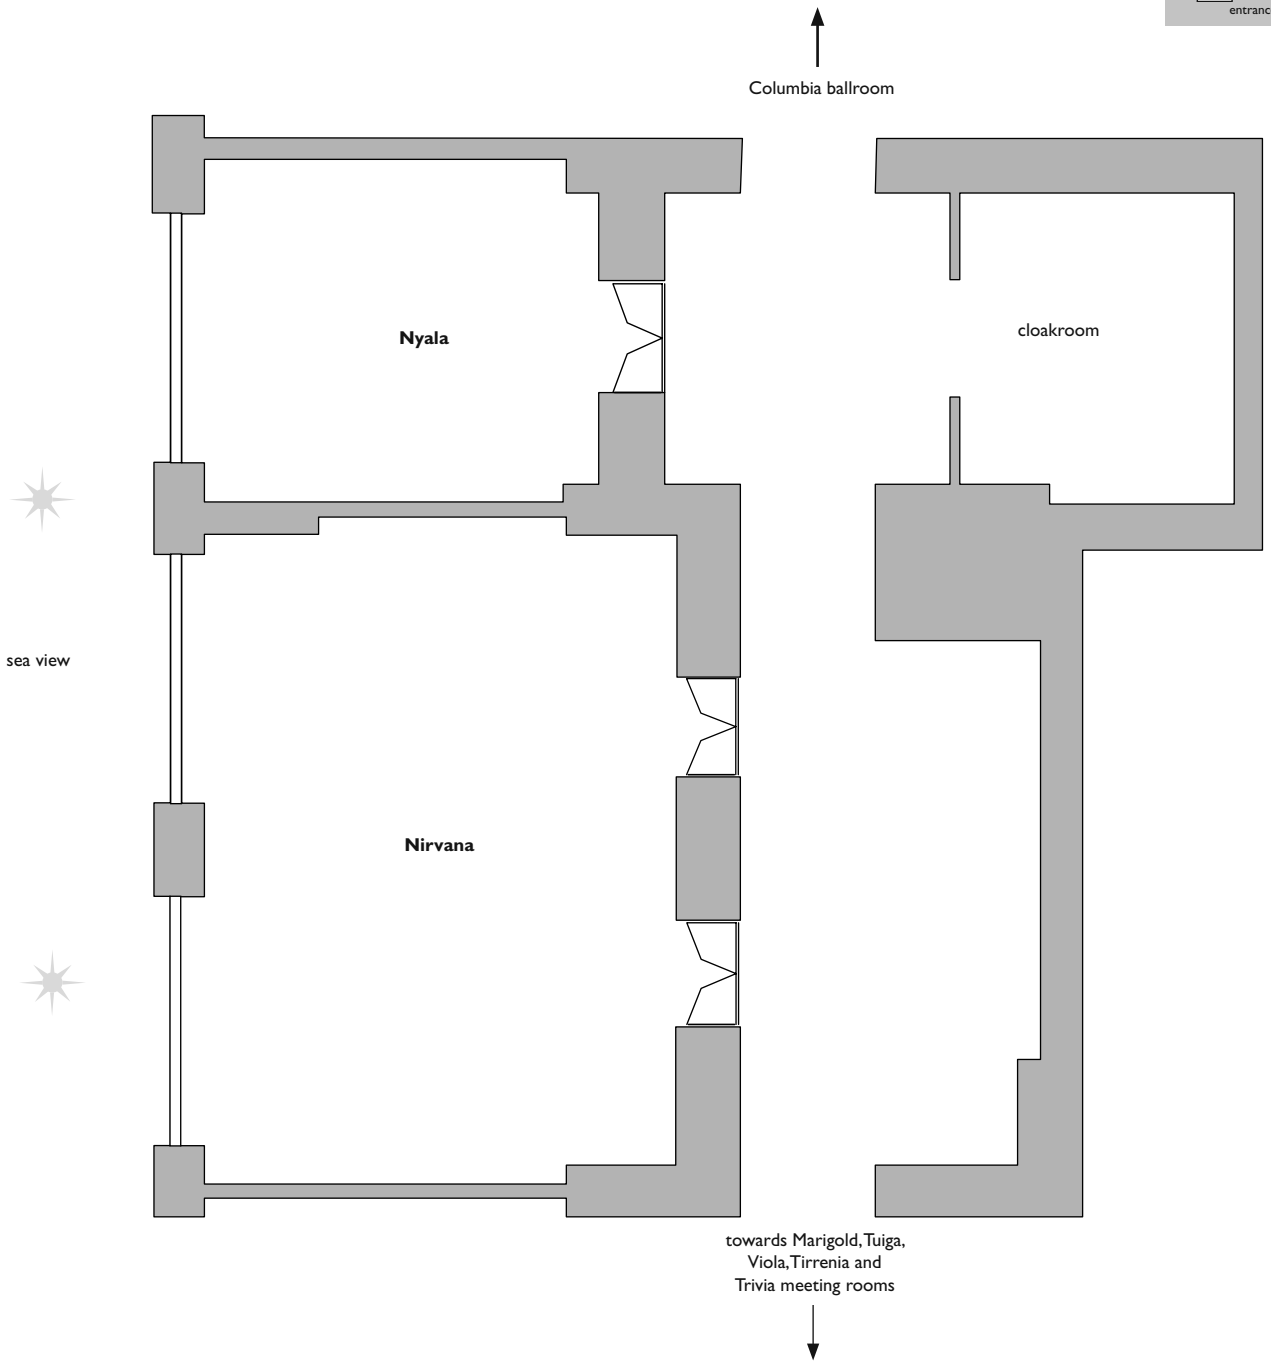 entranc
Columbia ballroom
Nyala
cloakroom
sea view
Nirvana
towards Marigold, Tuiga,
Viola, Tirrenia and
Trivia meeting rooms